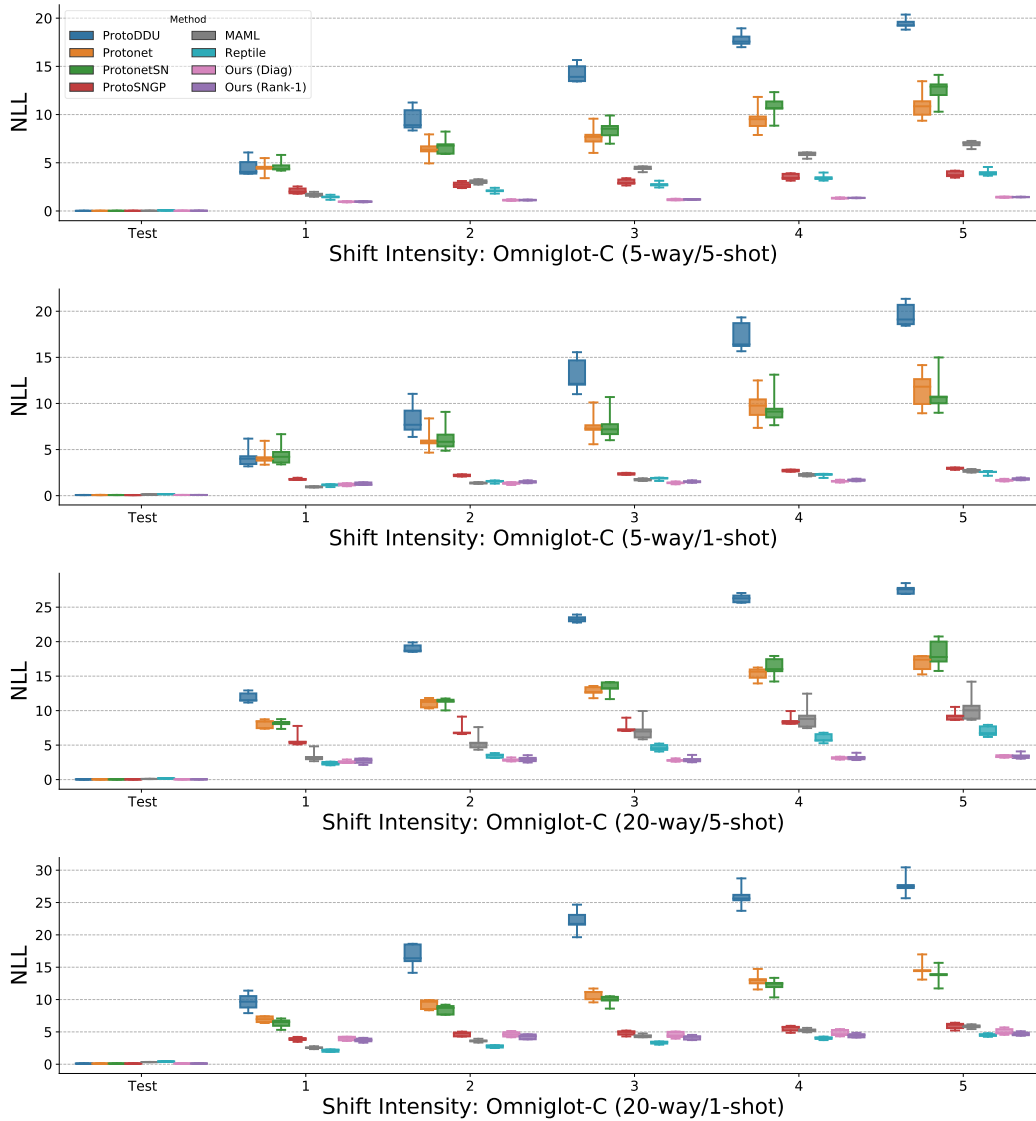 Method
ProtoDDU
Protonet
ProtonetSN
ProtoSNGP
MAML
Reptile
Ours (Diag)
Ours (Rank-1)
NLL
20
15
10
5
0
Test 1 2 3 4 5
Shift Intensity: Omniglot-C (5-way/5-shot)
NLL
20
15
10
5
0
Test 1 2 3 4 5
Shift Intensity: Omniglot-C (5-way/1-shot)
NLL
25
20
15
10
5
0
Test 1 2 3 4 5
Shift Intensity: Omniglot-C (20-way/5-shot)
NLL
30
25
20
15
10
5
0
Test 1 2 3 4 5
Shift Intensity: Omniglot-C (20-way/1-shot)